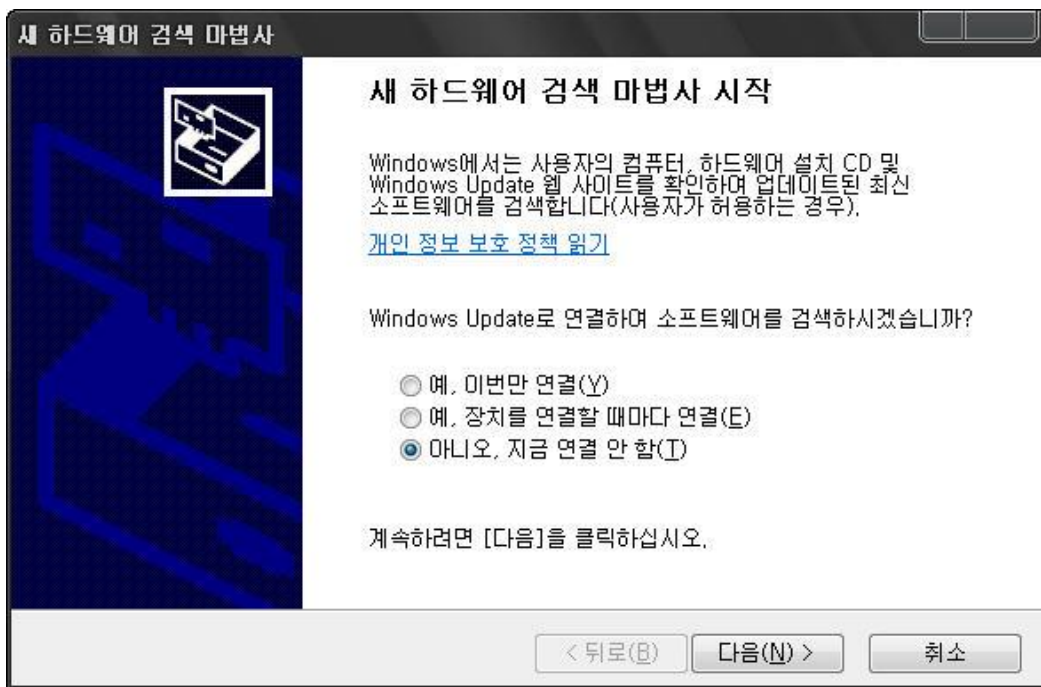 새 하드웨어 검색 마법사
새 하드웨어 검색 마법사 시작
Windows에서는 사용자의 컴퓨터, 하드웨어 설치 CD 및
Windows Update 웹 사이트를 확인하여 업데이트된 최신
소프트웨어를 검색합니다(사용자가 허용하는 경우).
개인 정보 보호 정책 읽기
Windows Update로 연결하여 소프트웨어를 검색하시겠습니까?
예, 이번만 연결(Y)
예, 장치를 연결할 때마다 연결(E)
아니오, 지금 연결 안 함(T)
계속하려면 [다음]을 클릭하십시오.
< 뒤로(B) 다음(N) > 취소